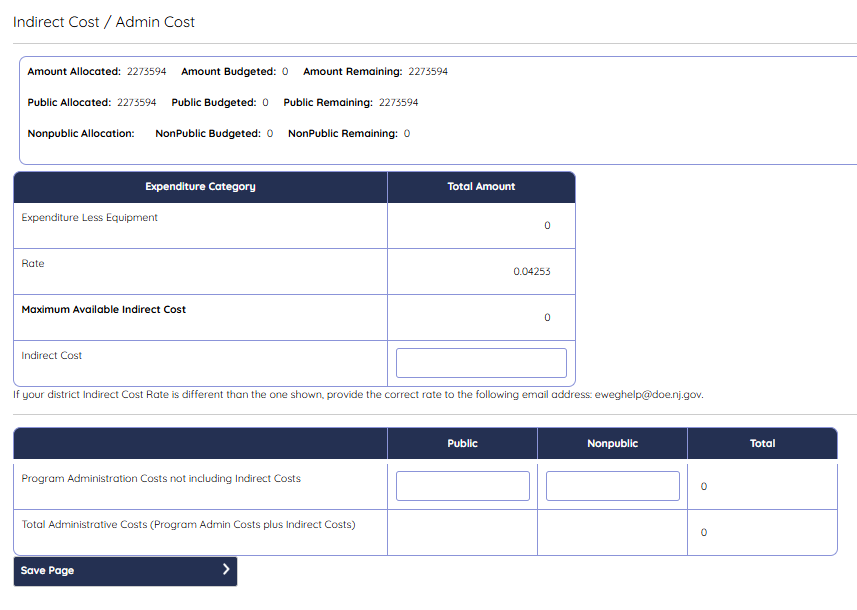 Indirect Cost / Admin Cost
Amount Allocated: 2273594 Amount Budgeted: 0 Amount Remaining: 2273594
Public Allocated: 2273594 Public Budgeted: 0 Public Remaining: 2273594
Nonpublic Allocation: NonPublic Budgeted: 0 NonPublic Remaining: 0
Expenditure Category Total Amount
Expenditure Less Equipment 0
Rate 0.04253
Maximum Available Indirect Cost 0
Indirect Cost
If your district Indirect Cost Rate is different than the one shown, provide the correct rate to the following email address: eweghelp@doe.nj.gov.
Public Nonpublic Total
Program Administration Costs not including Indirect Costs 0
Total Administrative Costs (Program Admin Costs plus Indirect Costs) 0
Save Page